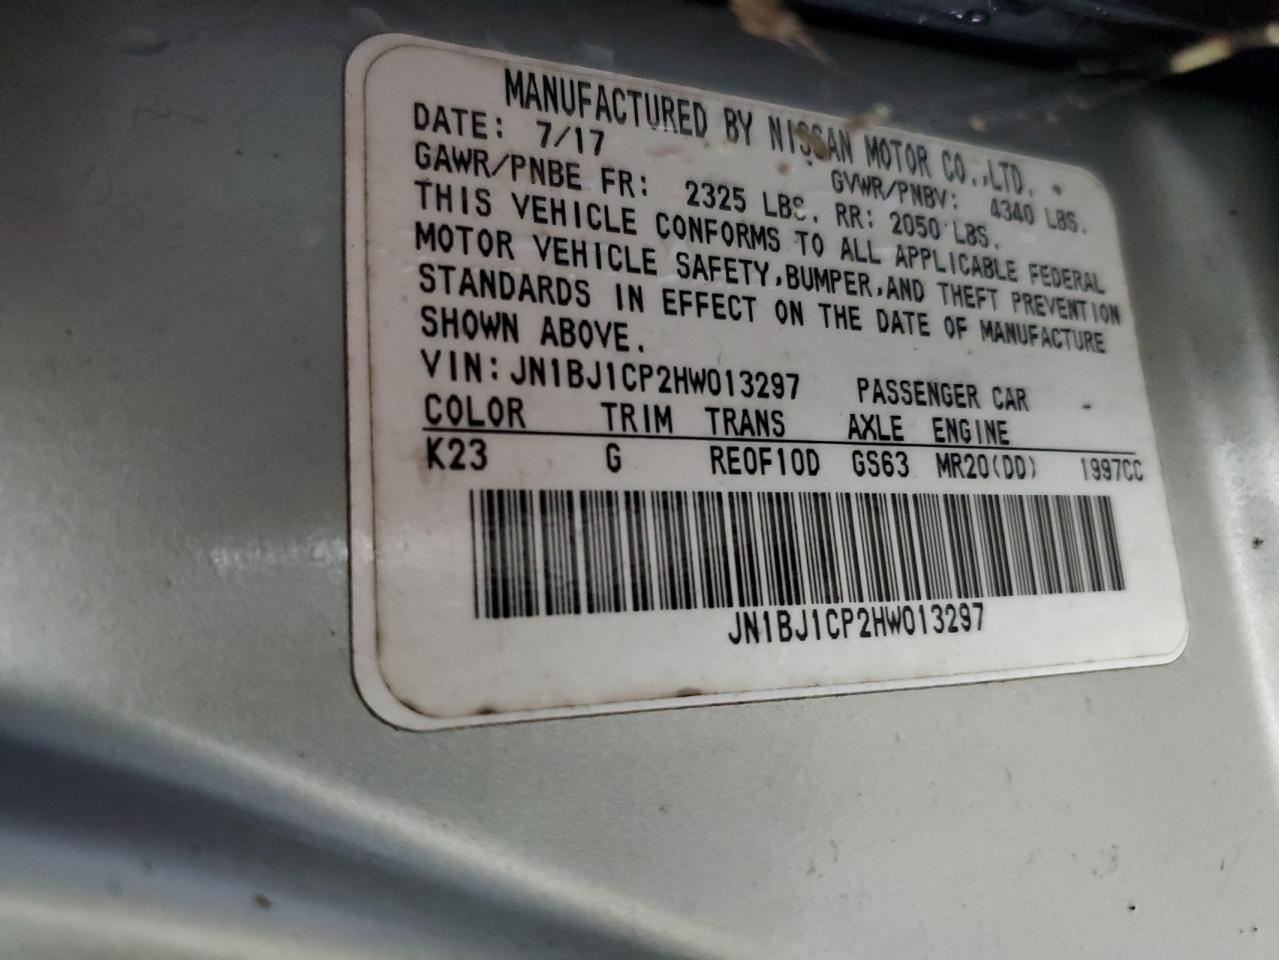 MANUFACTURED BY NISSAN MOTOR CO.,LTD.
DATE: 7/17 GVWR/PNBV: 4340 LBS.
GAWR/PNBE FR: 2325 LBS. RR: 2050 LBS.
THIS VEHICLE CONFORMS TO ALL APPLICABLE FEDERAL
MOTOR VEHICLE SAFETY,BUMPER,AND THEFT PREVENTION
STANDARDS IN EFFECT ON THE DATE OF MANUFACTURE
SHOWN ABOVE.
VIN: JN1BJ1CP2HW013297 PASSENGER CAR -
COLOR TRIM TRANS AXLE ENGINE
K23 G RE0F10D GS63 MR20(DD) 1997CC
JN1BJ1CP2HW013297